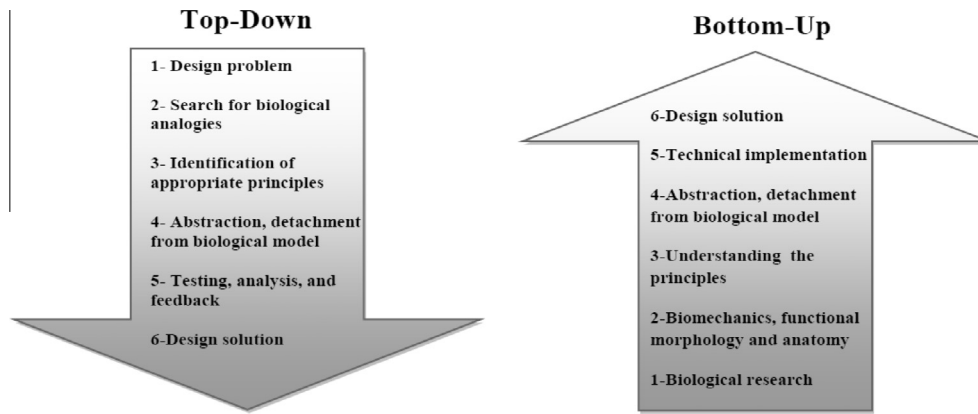 Top-Down
1- Design problem
2- Search for biological
analogies
3- Identification of
appropriate principles
4- Abstraction, detachment
from biological model
5- Testing, analysis, and
feedback
6-Design solution
Bottom-Up
6-Design solution
5-Technical implementation
4-Abstraction, detachment
from biological model
3-Understanding the
principles
2-Biomechanics, functional
morphology and anatomy
1-Biological research